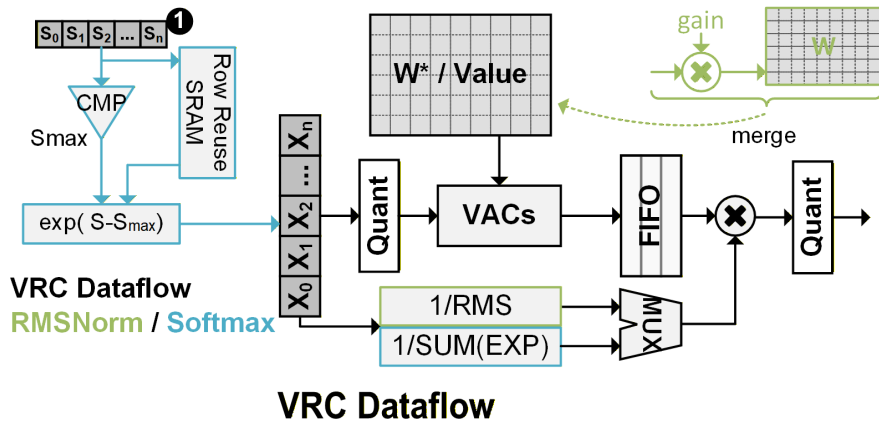 S0 S1 S2 ... Sn 1
CMP
Smax
Row Reuse
SRAM
exp( S-Smax)
VRC Dataflow
RMSNorm / Softmax
Xn
...
X2
X1
X0
Quant
W* / Value
VACs
FIFO
gain
W
merge
Quant
1/RMS
1/SUM(EXP)
MUX
VRC Dataflow